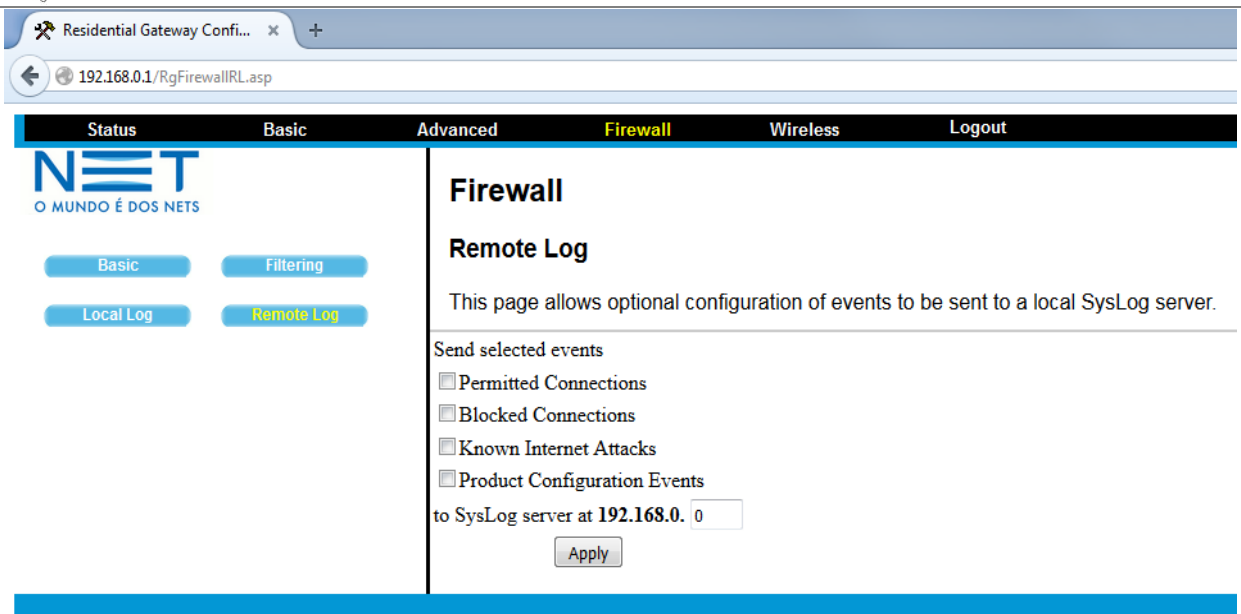 Residential Gateway Confi...
192.168.0.1/RgFirewallRL.asp
Status Basic Advanced Firewall Wireless Logout
NET
O MUNDO É DOS NETS
Basic Filtering
Local Log Remote Log
Firewall
Remote Log
This page allows optional configuration of events to be sent to a local SysLog server.
Send selected events
Permitted Connections
Blocked Connections
Known Internet Attacks
Product Configuration Events
to SysLog server at 192.168.0. 0
Apply